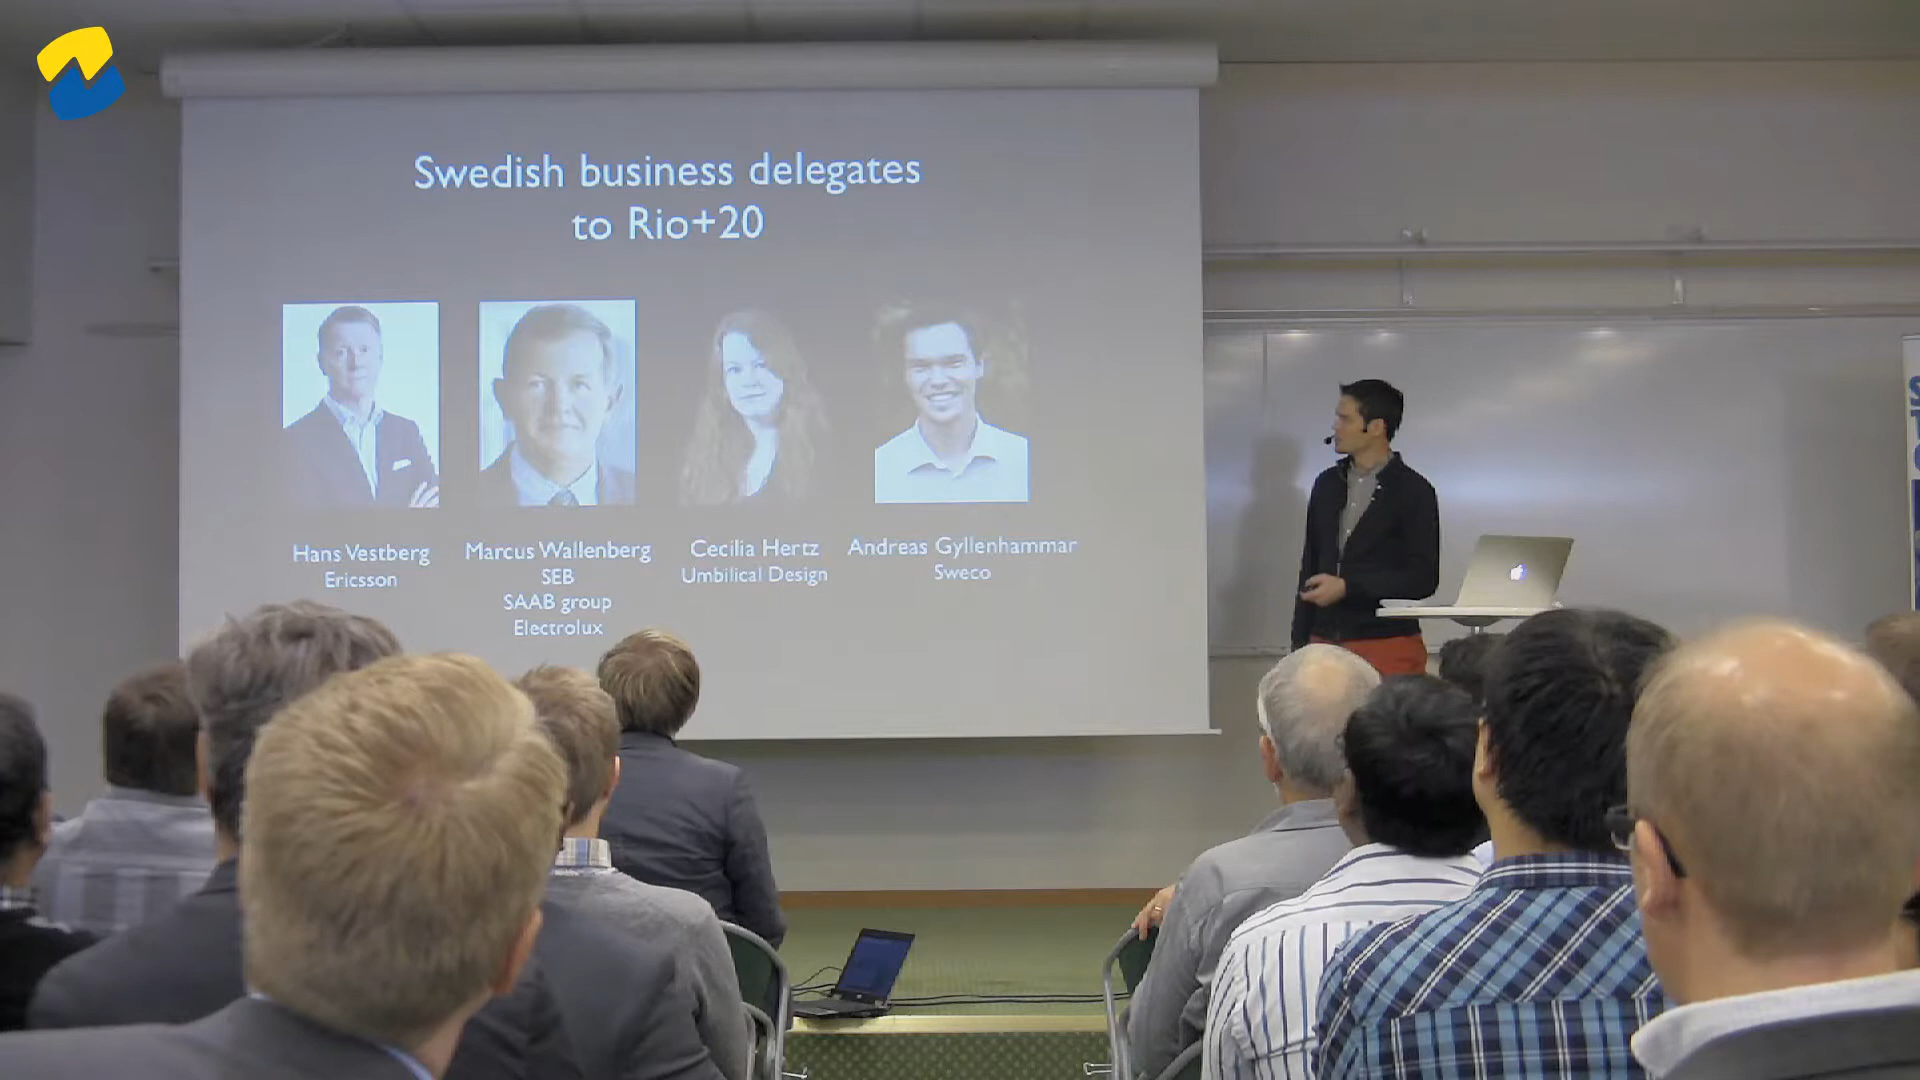 Swedish business delegates
to Rio+20
Hans Vestberg
Ericsson
Marcus Wallenberg
SEB
SAAB group
Electrolux
Cecilia Hertz
Umbilical Design
Andreas Gyllenhammar
Sweco